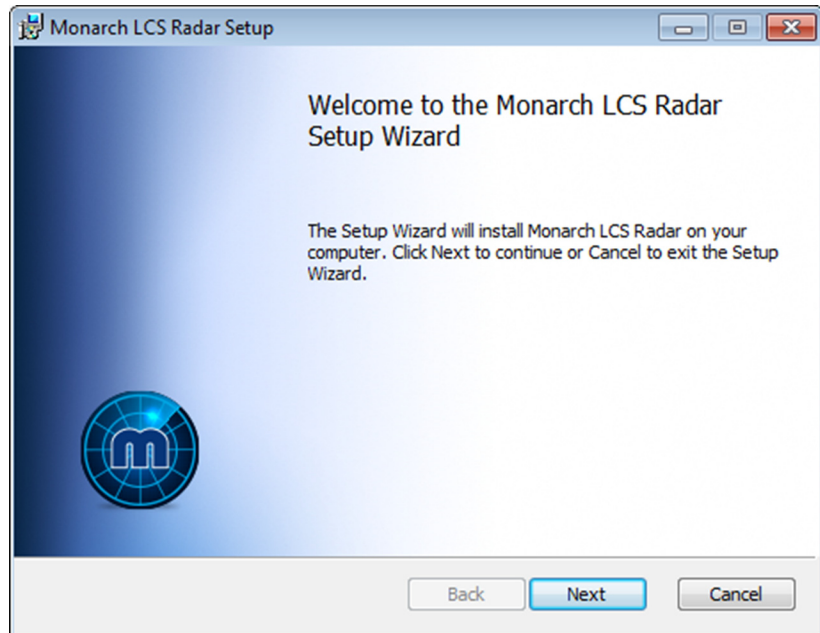 Monarch LCS Radar Setup
Welcome to the Monarch LCS Radar
Setup Wizard
The Setup Wizard will install Monarch LCS Radar on your
computer. Click Next to continue or Cancel to exit the Setup
Wizard.
m
Back
Next
Cancel